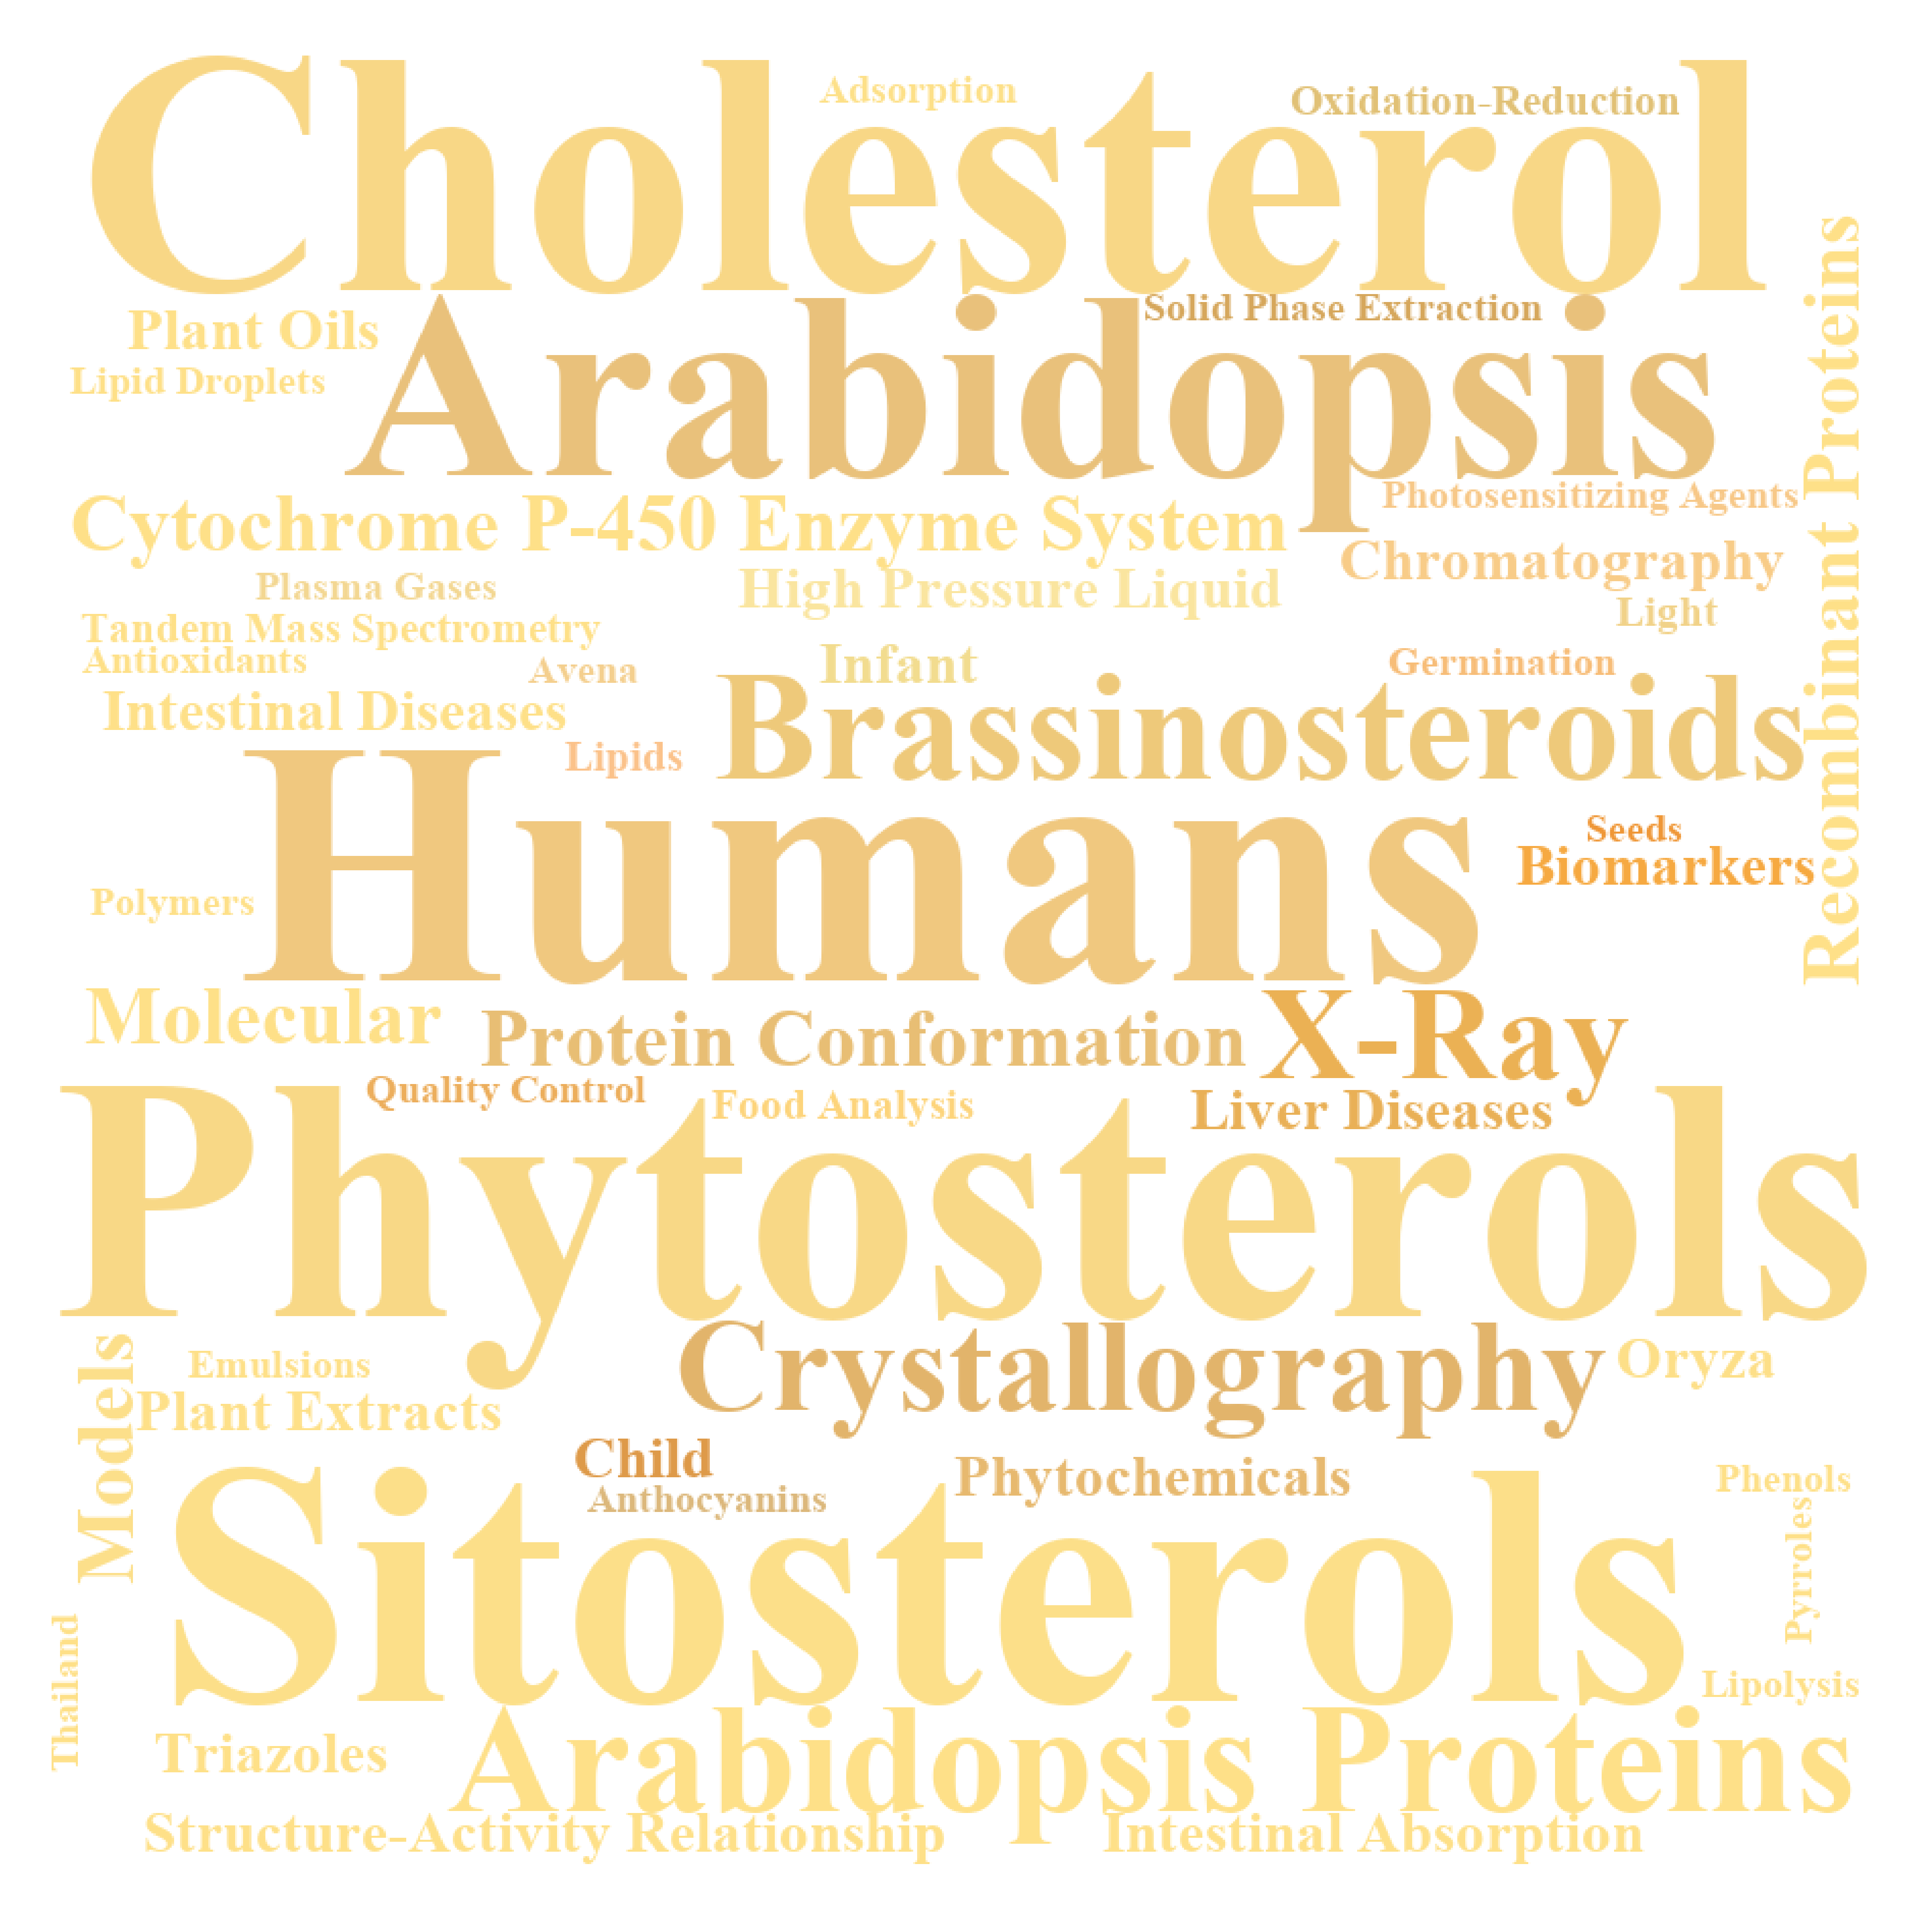 Cholesterol
Adsorption
Oxidation-Reduction
Plant Oils
Arabidopsis
Solid Phase Extraction
Lipid Droplets
Recombinant Proteins
Cytochrome P-450 Enzyme System
Photosensitizing Agents
Chromatography
Plasma Gases
High Pressure Liquid
Light
Tandem Mass Spectrometry
Antioxidants
Avena
Infant
Germination
Intestinal Diseases
Brassinosteroids
Lipids
Humans
Seeds
Biomarkers
Polymers
Molecular
Protein Conformation
X-Ray
Quality Control
Food Analysis
Liver Diseases
Phytosterols
Models
Emulsions
Crystallography
Oryza
Plant Extracts
Child
Phytochemicals
Phenols
Anthocyanins
Pyrroles
Sitosterols
Thailand
Lipolysis
Triazoles
Arabidopsis Proteins
Structure-Activity Relationship
Intestinal Absorption